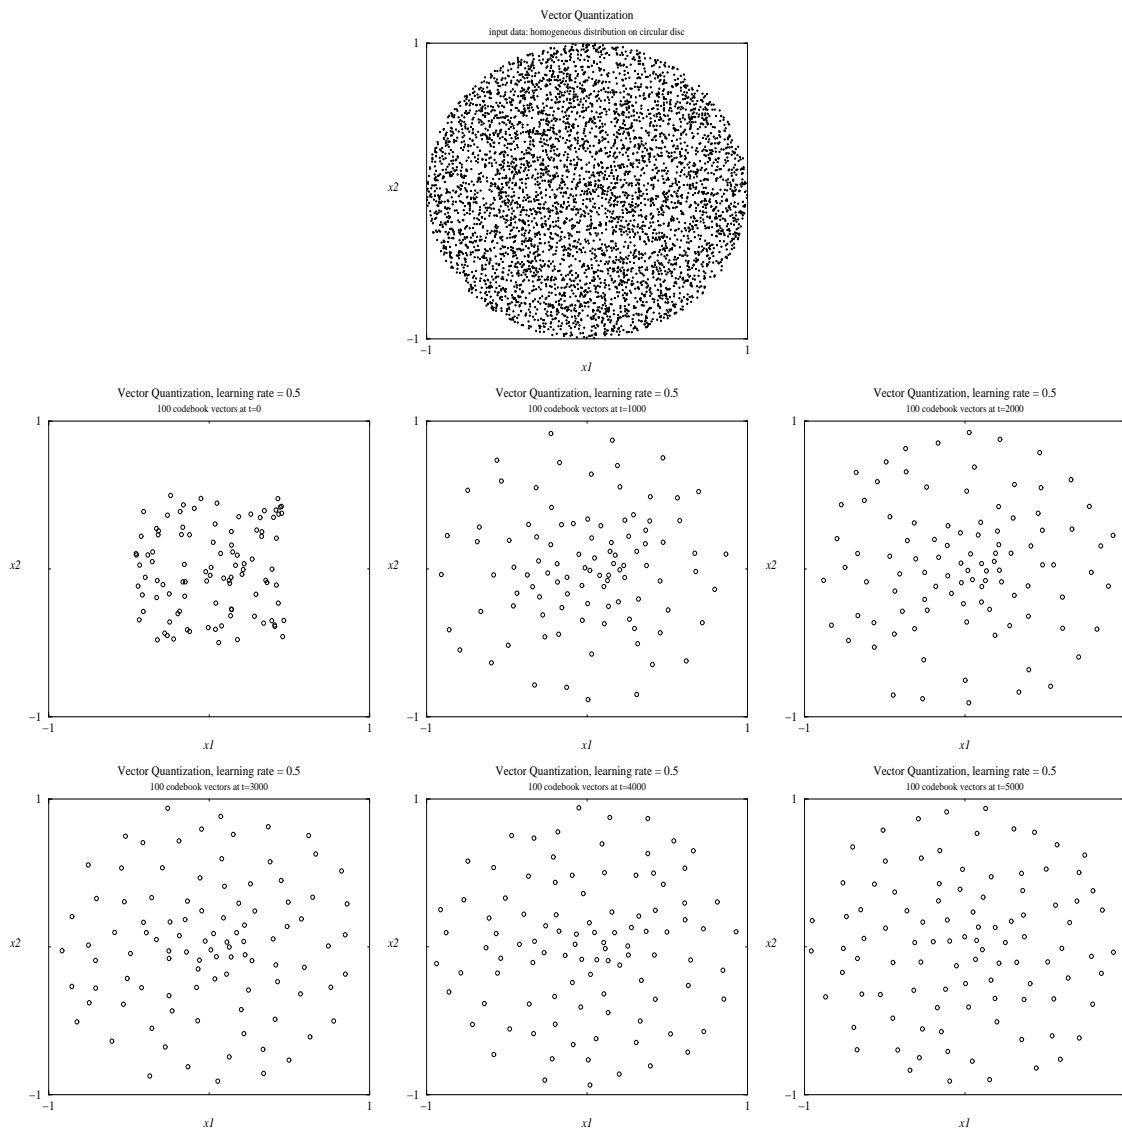 Vector Quantization
input data: homogeneous distribution on circular disc
1
x2
−1
−1
1
x1
Vector Quantization, learning rate = 0.5
100 codebook vectors at t=0
1
x2
−1
−1
1
x1
Vector Quantization, learning rate = 0.5
100 codebook vectors at t=1000
1
x2
−1
−1
1
x1
Vector Quantization, learning rate = 0.5
100 codebook vectors at t=2000
1
x2
−1
−1
1
x1
Vector Quantization, learning rate = 0.5
100 codebook vectors at t=3000
1
x2
−1
−1
1
x1
Vector Quantization, learning rate = 0.5
100 codebook vectors at t=4000
1
x2
−1
−1
1
x1
Vector Quantization, learning rate = 0.5
100 codebook vectors at t=5000
1
x2
−1
−1
1
x1